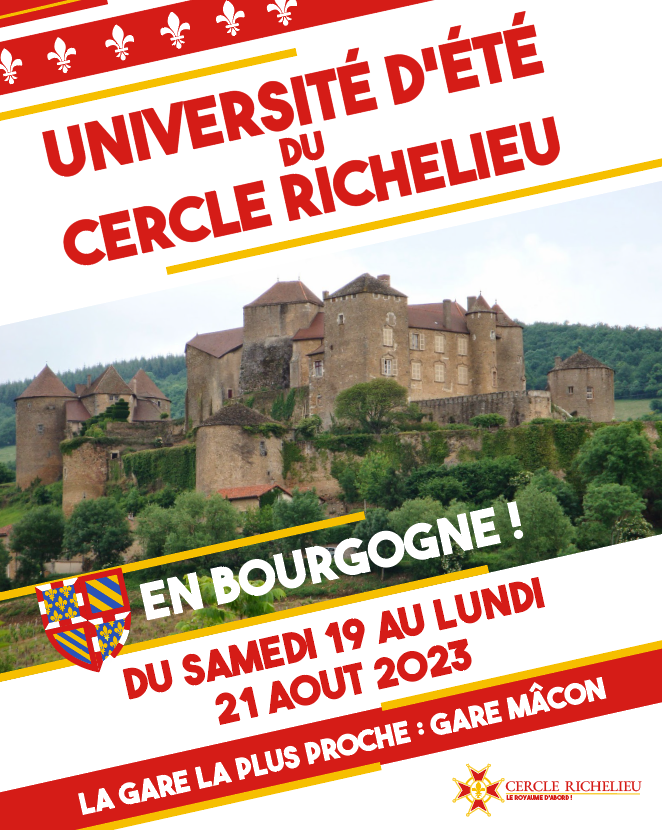 UNIVERSITÉ D'ÉTÉ
DU
CERCLE RICHELIEU
EN BOURGOGNE !
DU SAMEDI 19 AU LUNDI
21 AOUT 2023
LA GARE LA PLUS PROCHE : GARE MÂCON
CERCLE RICHELIEU
LE ROYAUME D'ABORD !